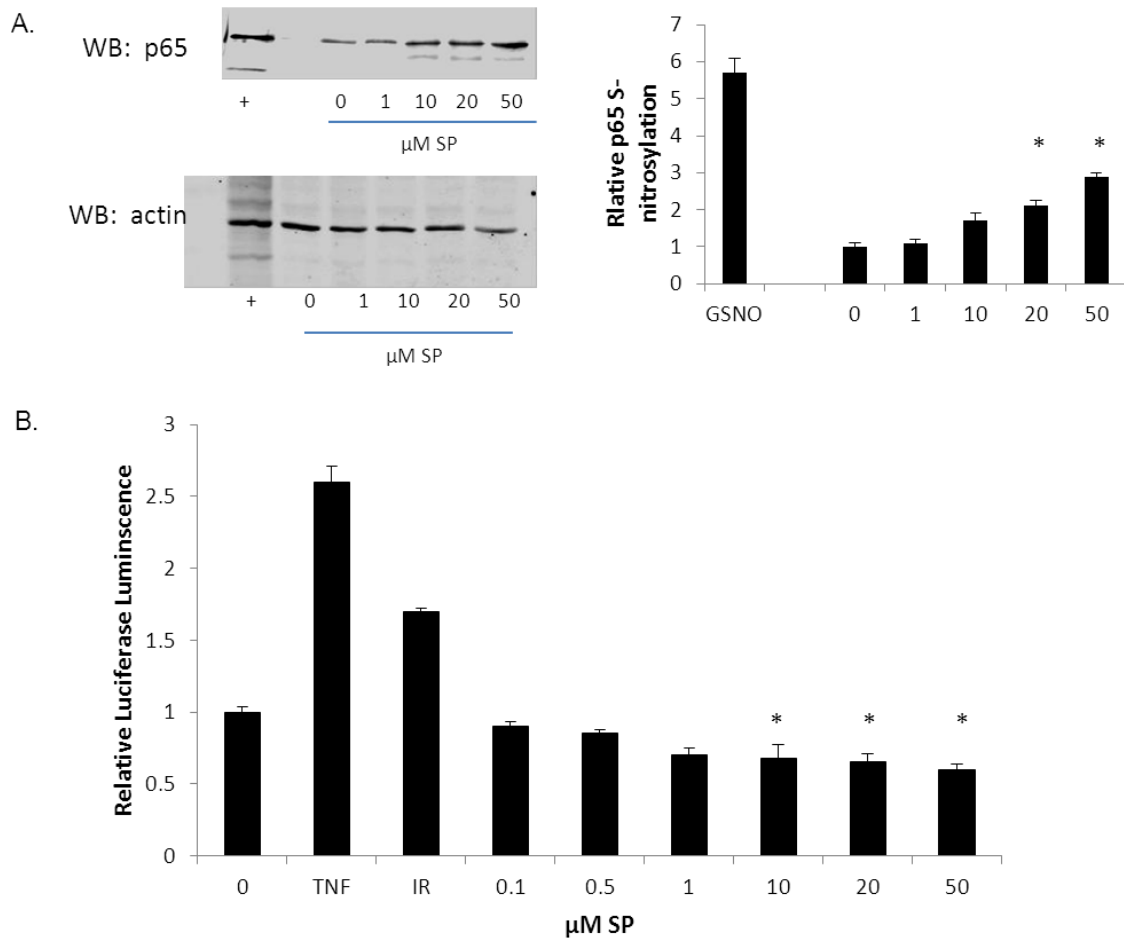 A.
WB: p65
+ 0 1 10 20 50
µM SP
WB: actin
+ 0 1 10 20 50
µM SP
Rlative p65 S-
nitrosylation
7
6
5
4
3
2
1
0
* *
GSNO 0 1 10 20 50
B.
Relative Luciferase Luminscence
3
2.5
2
1.5
1
0.5
0
* * *
0 TNF IR 0.1 0.5 1 10 20 50
µM SP